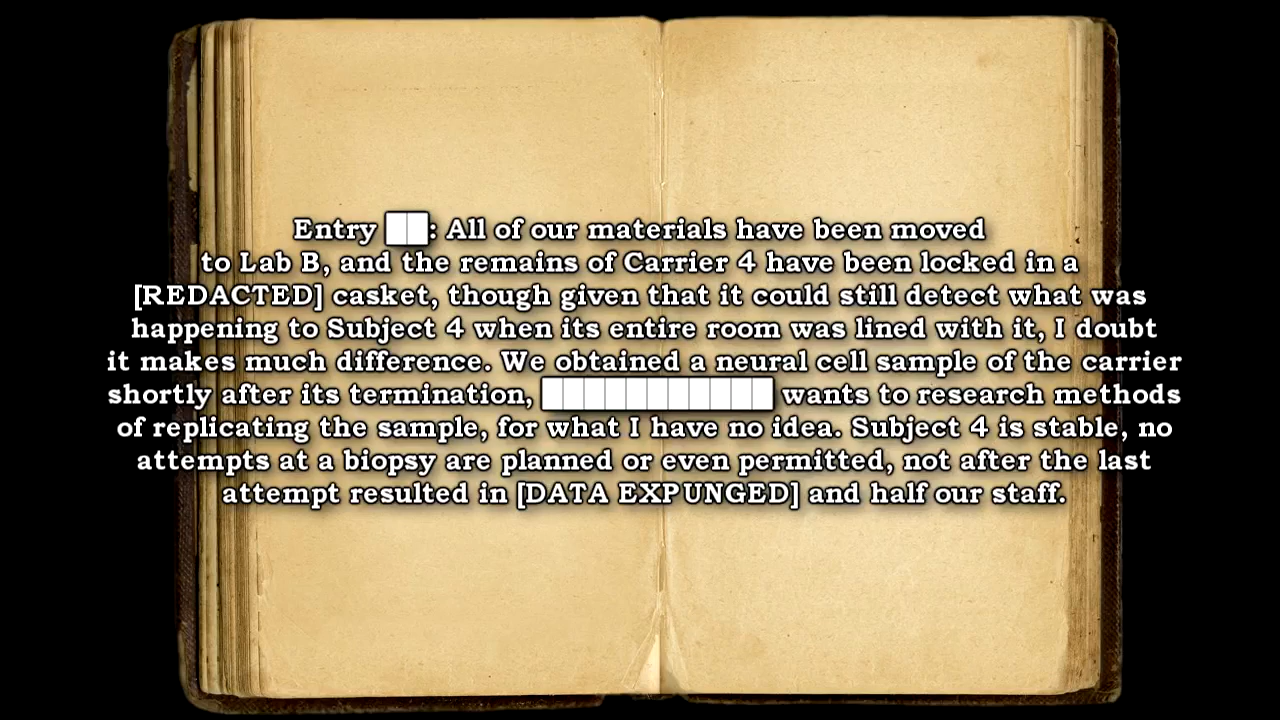 Entry ██: All of our materials have been moved
to Lab B, and the remains of Carrier 4 have been locked in a
[REDACTED] casket, though given that it could still detect what was
happening to Subject 4 when its entire room was lined with it, I doubt
it makes much difference. We obtained a neural cell sample of the carrier
shortly after its termination, ███████████ wants to research methods
of replicating the sample, for what I have no idea. Subject 4 is stable, no
attempts at a biopsy are planned or even permitted, not after the last
attempt resulted in [DATA EXPUNGED] and half our staff.